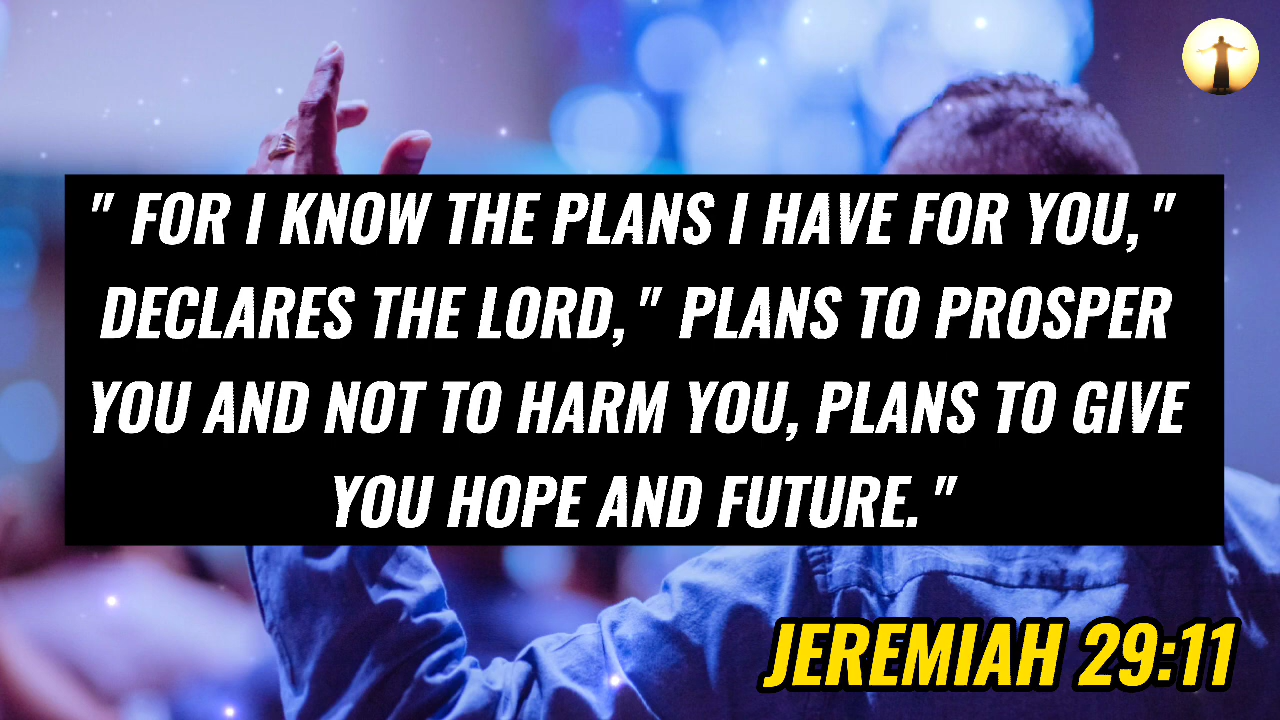 " FOR I KNOW THE PLANS I HAVE FOR YOU,"
DECLARES THE LORD," PLANS TO PROSPER
YOU AND NOT TO HARM YOU, PLANS TO GIVE
YOU HOPE AND FUTURE."
JEREMIAH 29:11